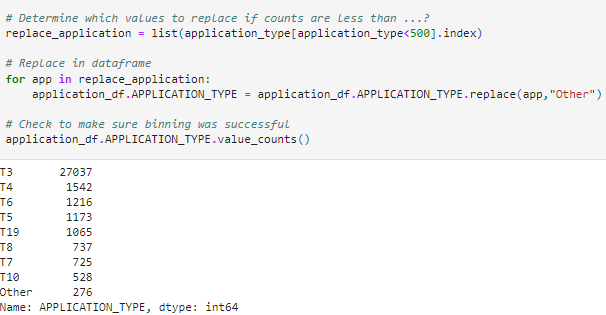 # Determine which values to replace if counts are less than ...?
replace_application = list(application_type[application_type<500].index)
# Replace in dataframe
for app in replace_application:
    application_df.APPLICATION_TYPE = application_df.APPLICATION_TYPE.replace(app,"Other")
# Check to make sure binning was successful
application_df.APPLICATION_TYPE.value_counts()
T3 27037
T4 1542
T6 1216
T5 1173
T19 1065
T8 737
T7 725
T10 528
Other 276
Name: APPLICATION_TYPE, dtype: int64